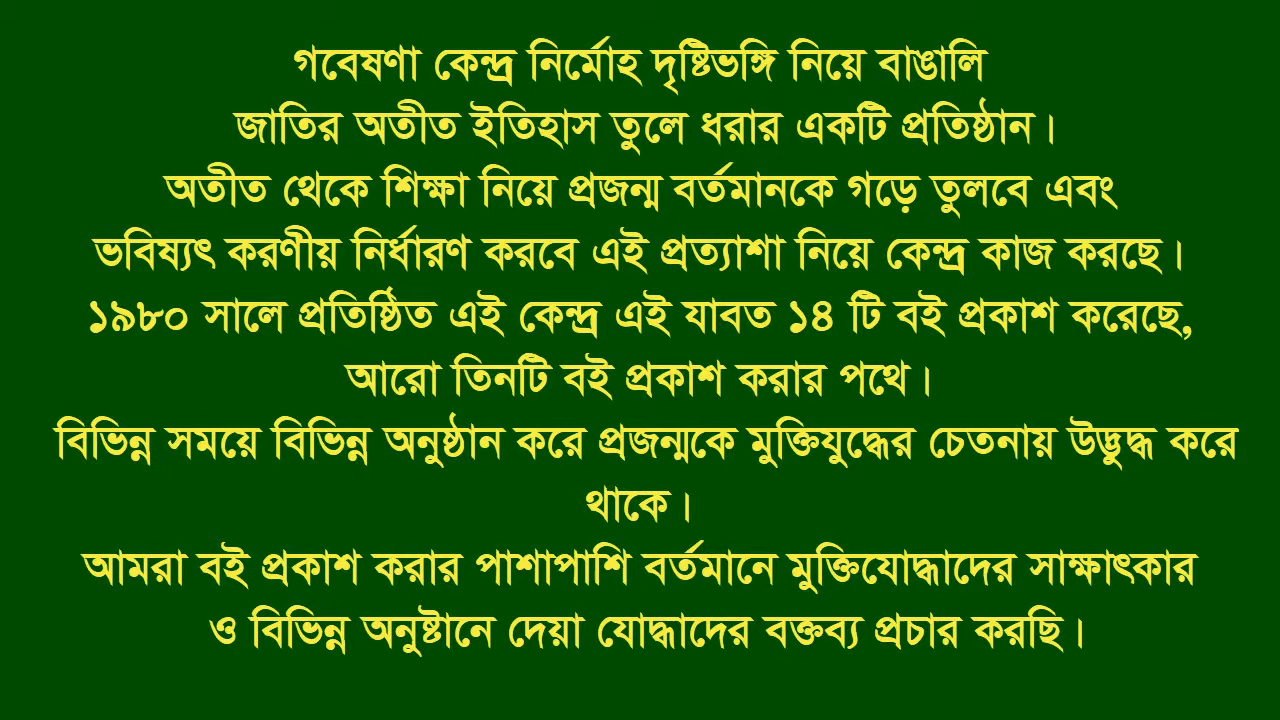 গবেষণা কেন্দ্র নির্মোহ দৃষ্টিভঙ্গি নিয়ে বাঙালি
জাতির অতীত ইতিহাস তুলে ধরার একটি প্রতিষ্ঠান।
অতীত থেকে শিক্ষা নিয়ে প্রজন্ম বর্তমানকে গড়ে তুলবে এবং
ভবিষ্যৎ করণীয় নির্ধারণ করবে এই প্রত্যাশা নিয়ে কেন্দ্র কাজ করছে।
১৯৮০ সালে প্রতিষ্ঠিত এই কেন্দ্র এই যাবত ১৪ টি বই প্রকাশ করেছে,
আরো তিনটি বই প্রকাশ করার পথে।
বিভিন্ন সময়ে বিভিন্ন অনুষ্ঠান করে প্রজন্মকে মুক্তিযুদ্ধের চেতনায় উদ্ভুদ্ধ করে
থাকে।
আমরা বই প্রকাশ করার পাশাপাশি বর্তমানে মুক্তিযোদ্ধাদের সাক্ষাৎকার
ও বিভিন্ন অনুষ্টানে দেয়া যোদ্ধাদের বক্তব্য প্রচার করছি।